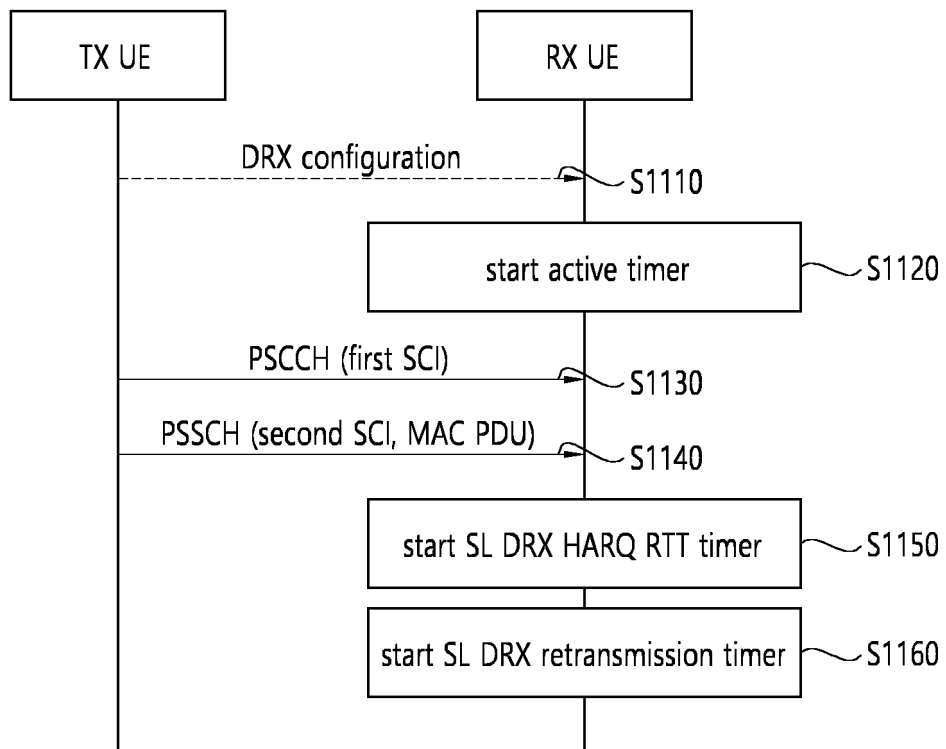 TX UE
RX UE
DRX configuration
S1110
start active timer
S1120
PSCCH (first SCI)
S1130
PSSCH (second SCI, MAC PDU)
S1140
start SL DRX HARQ RTT timer
S1150
start SL DRX retransmission timer
S1160